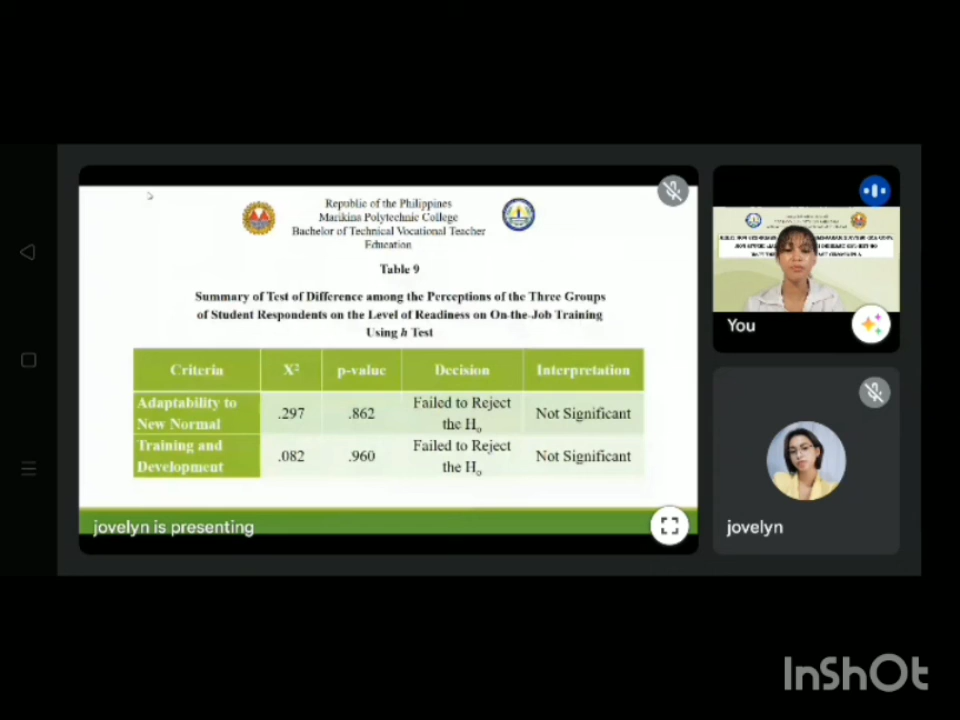 Republic of the Philippines
Marikina Polytechnic College
Bachelor of Technical Vocational Teacher
Education
Table 9
Summary of Test of Difference among the Perceptions of the Three Groups
of Student Respondents on the Level of Readiness on On-the-Job Training
Using h Test
Criteria X² p-value Decision Interpretation
Adaptability to New Normal .297 .862 Failed to Reject the H₀ Not Significant
Training and Development .082 .960 Failed to Reject the H₀ Not Significant
jovelyn is presenting
You
jovelyn
InShOt